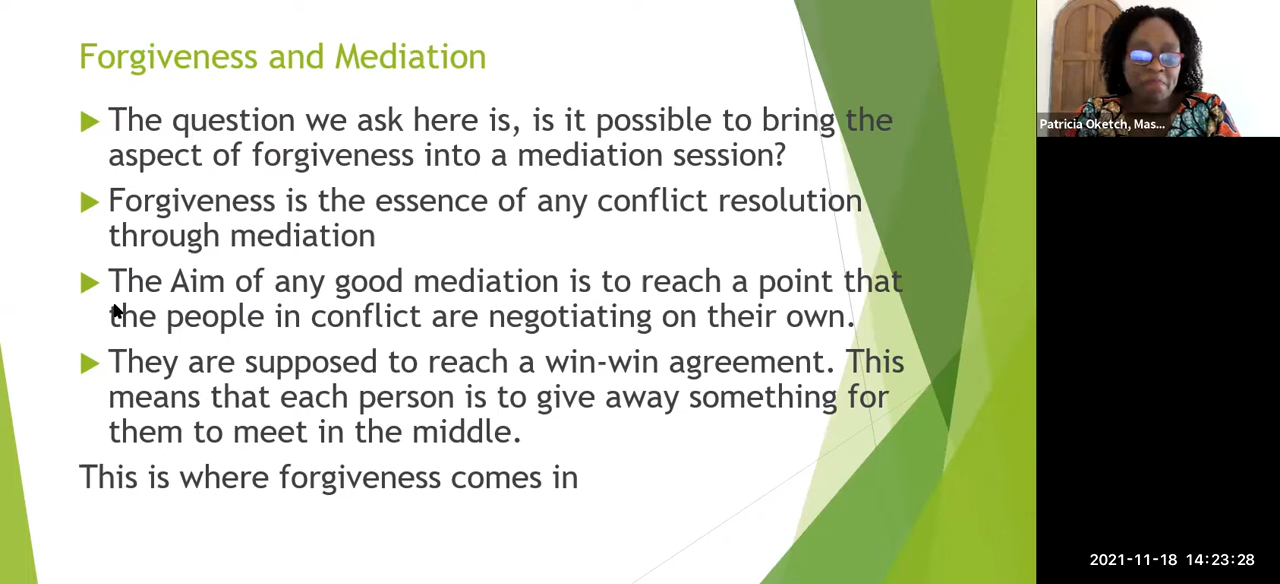 Forgiveness and Mediation
The question we ask here is, is it possible to bring the
aspect of forgiveness into a mediation session?
Forgiveness is the essence of any conflict resolution
through mediation
The Aim of any good mediation is to reach a point that
the people in conflict are negotiating on their own.
They are supposed to reach a win-win agreement. This
means that each person is to give away something for
them to meet in the middle.
This is where forgiveness comes in
Patricia Oketch, Mas...
2021-11-18 14:23:28